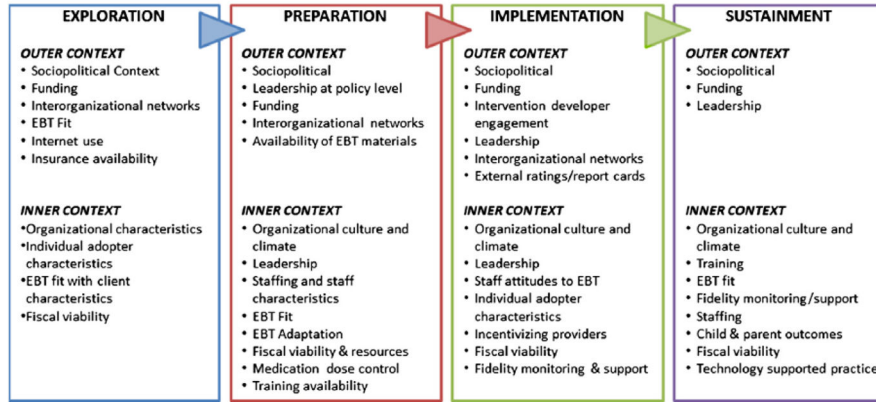 EXPLORATION
OUTER CONTEXT
• Sociopolitical Context
• Funding
• Interorganizational networks
• EBT Fit
• Internet use
• Insurance availability
INNER CONTEXT
•Organizational characteristics
•Individual adopter
characteristics
•EBT fit with client
characteristics
•Fiscal viability
PREPARATION
OUTER CONTEXT
• Sociopolitical
• Leadership at policy level
• Funding
• Interorganizational networks
• Availability of EBT materials
INNER CONTEXT
• Organizational culture and
climate
• Leadership
• Staffing and staff
characteristics
• EBT Fit
• EBT Adaptation
• Fiscal viability & resources
• Medication dose control
• Training availability
IMPLEMENTATION
OUTER CONTEXT
• Sociopolitical
• Funding
• Intervention developer
engagement
• Leadership
• Interorganizational networks
• External ratings/report cards
INNER CONTEXT
• Organizational culture and
climate
• Leadership
• Staff attitudes to EBT
• Individual adopter
characteristics
• Incentivizing providers
• Fiscal viability
• Fidelity monitoring & support
SUSTAINMENT
OUTER CONTEXT
• Sociopolitical
• Funding
• Leadership
INNER CONTEXT
• Organizational culture and
climate
• Training
• EBT fit
• Fidelity monitoring/support
• Staffing
• Child & parent outcomes
• Fiscal viability
• Technology supported practice